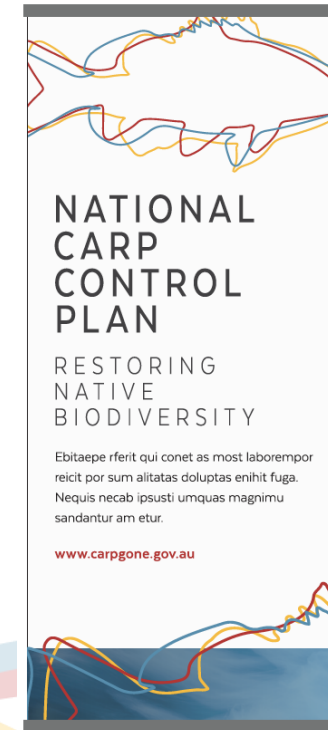 NATIONAL
CARP
CONTROL
PLAN
RESTORING
NATIVE
BIODIVERSITY
Ebitaepe rferit qui conet as most laborempor
reicit por sum alitatas doluptas enihit fuga.
Nequis necab ipsusti umquas magnimu
sandantur am etur.
www.carpgone.gov.au